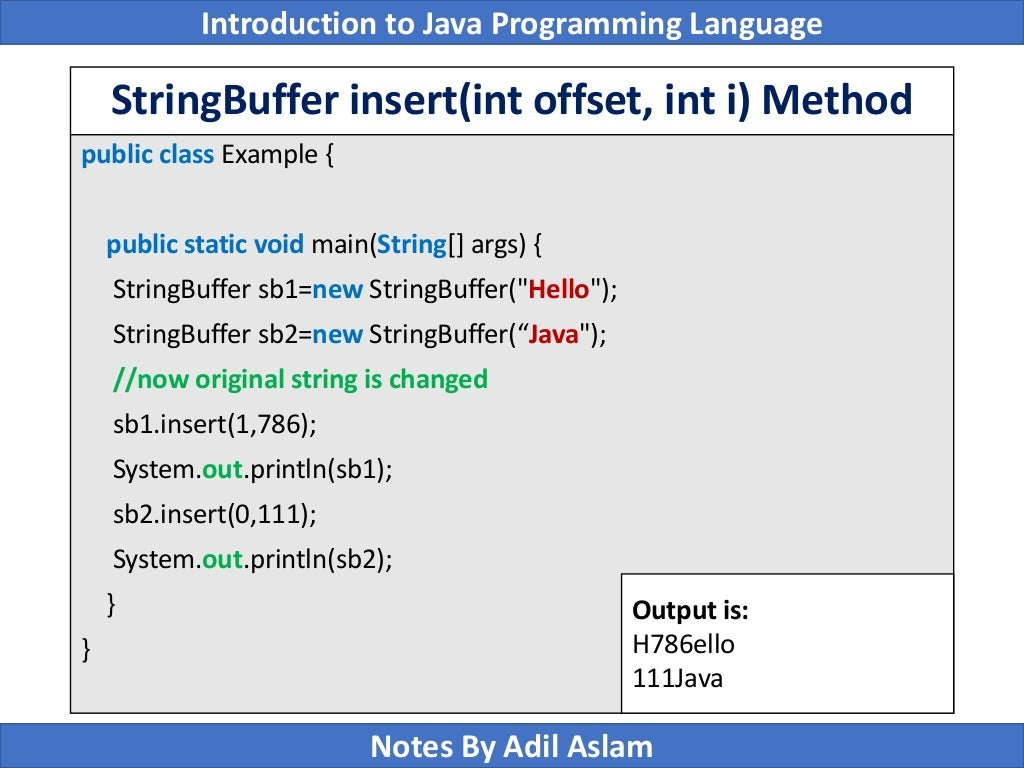 Introduction to Java Programming Language
StringBuffer insert(int offset, int i) Method
public class Example {
public static void main(String[] args) {
StringBuffer sb1=new StringBuffer("Hello");
StringBuffer sb2=new StringBuffer(“Java");
//now original string is changed
sb1.insert(1,786);
System.out.println(sb1);
sb2.insert(0,111);
System.out.println(sb2);
}
}
Output is:
H786ello
111Java
Notes By Adil Aslam